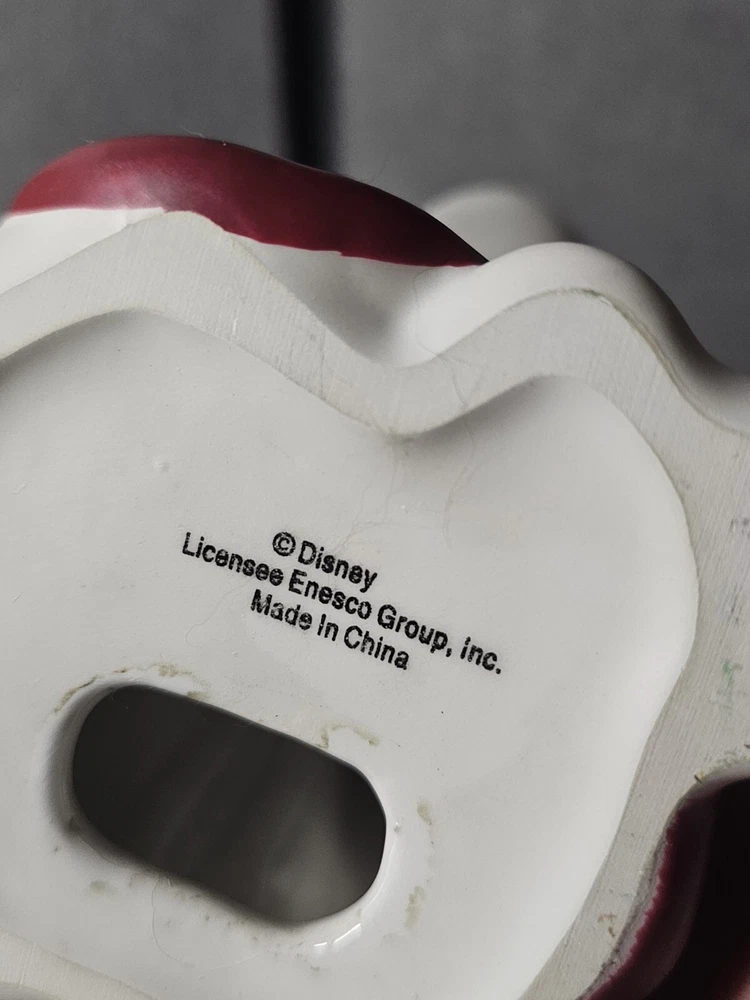 © Disney
Licensee Enesco Group, Inc.
Made in China